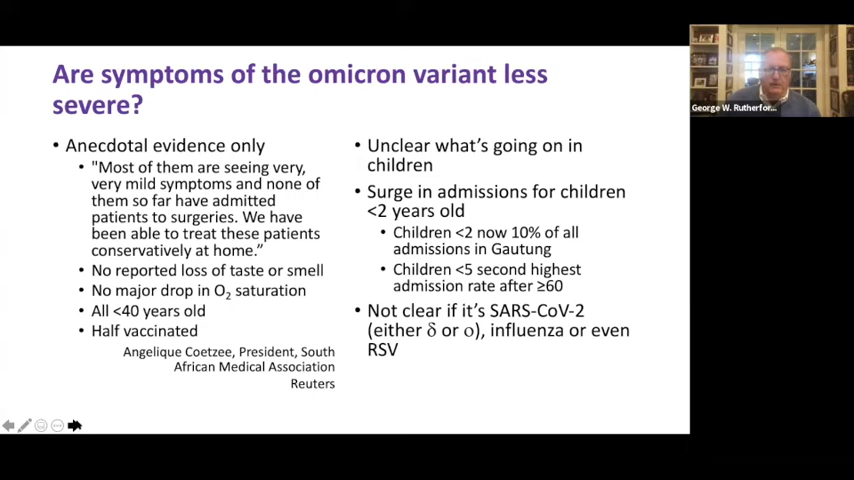 Are symptoms of the omicron variant less
severe?
• Anecdotal evidence only
• "Most of them are seeing very,
very mild symptoms and none of
them so far have admitted
patients to surgeries. We have
been able to treat these patients
conservatively at home.”
• No reported loss of taste or smell
• No major drop in O2 saturation
• All <40 years old
• Half vaccinated
Angelique Coetzee, President, South
African Medical Association
Reuters
• Unclear what’s going on in
children
• Surge in admissions for children
<2 years old
• Children <2 now 10% of all
admissions in Gautung
• Children <5 second highest
admission rate after ≥60
• Not clear if it’s SARS-CoV-2
(either δ or ο), influenza or even
RSV
George W. Rutherfor...